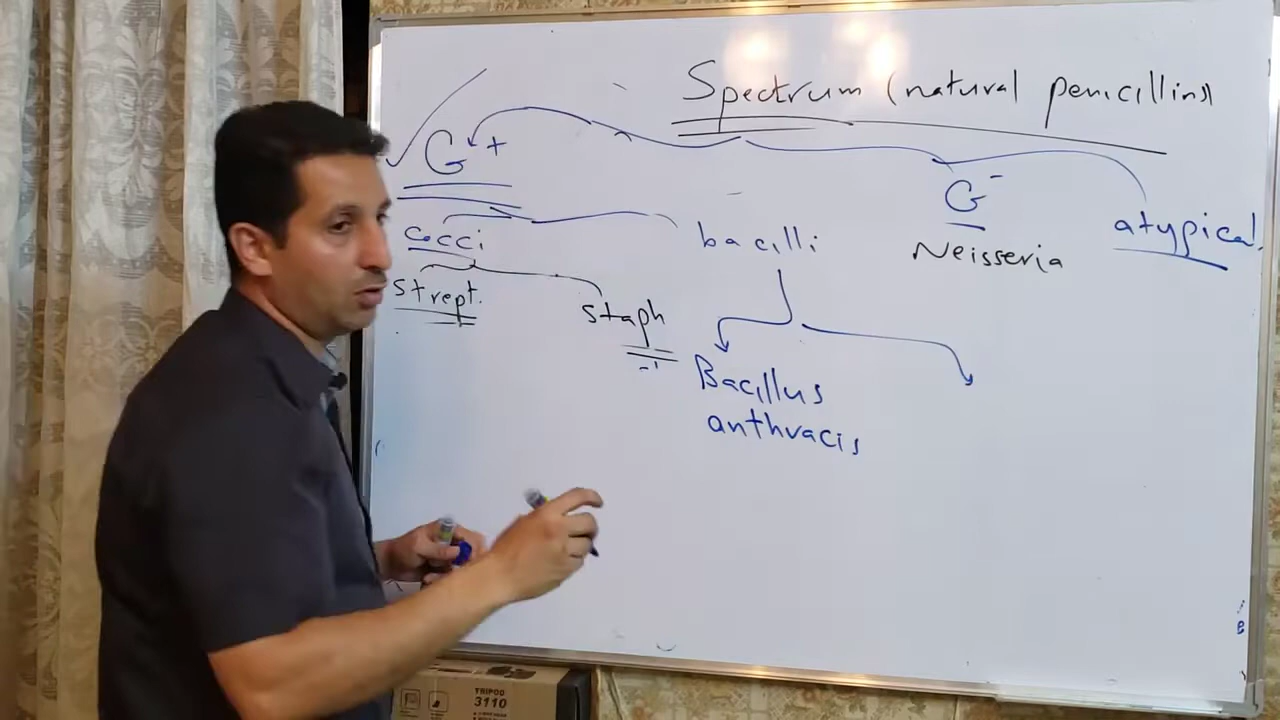 Spectrum (natural penicillins)
G+
G-
atypical.
cocci
bacilli
Neisseria
strept.
staph
Bacillus
anthracis
B
TRIPOD
3110